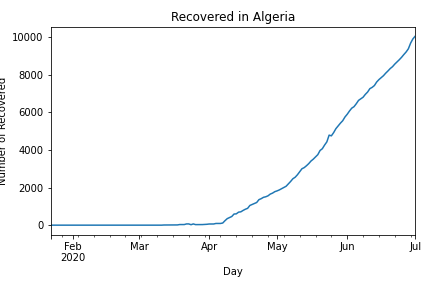 Recovered in Algeria
Number of Recovered
10000
8000
6000
4000
2000
0
Feb
2020
Mar
Apr
May
Jun
Jul
Day